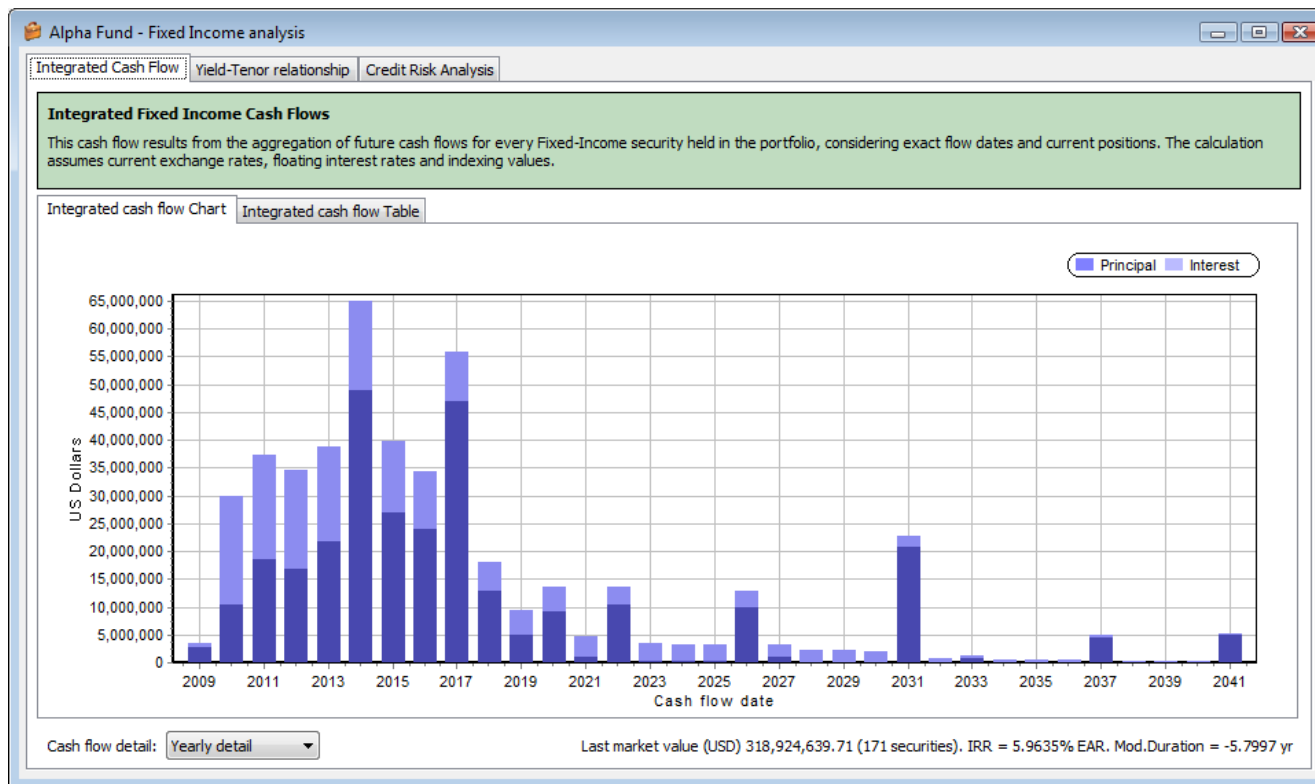 Alpha Fund - Fixed Income analysis
Integrated Cash Flow Yield-Tenor relationship Credit Risk Analysis
Integrated Fixed Income Cash Flows
This cash flow results from the aggregation of future cash flows for every Fixed-Income security held in the portfolio, considering exact flow dates and current positions. The calculation
assumes current exchange rates, floating interest rates and indexing values.
Integrated cash flow Chart Integrated cash flow Table
Principal Interest
65,000,000
60,000,000
55,000,000
50,000,000
45,000,000
40,000,000
35,000,000
30,000,000
25,000,000
20,000,000
15,000,000
10,000,000
5,000,000
0
US Dollars
2009 2011 2013 2015 2017 2019 2021 2023 2025 2027 2029 2031 2033 2035 2037 2039 2041
Cash flow date
Cash flow detail: Yearly detail Last market value (USD) 318,924,639.71 (171 securities). IRR = 5.9635% EAR. Mod.Duration = -5.7997 yr